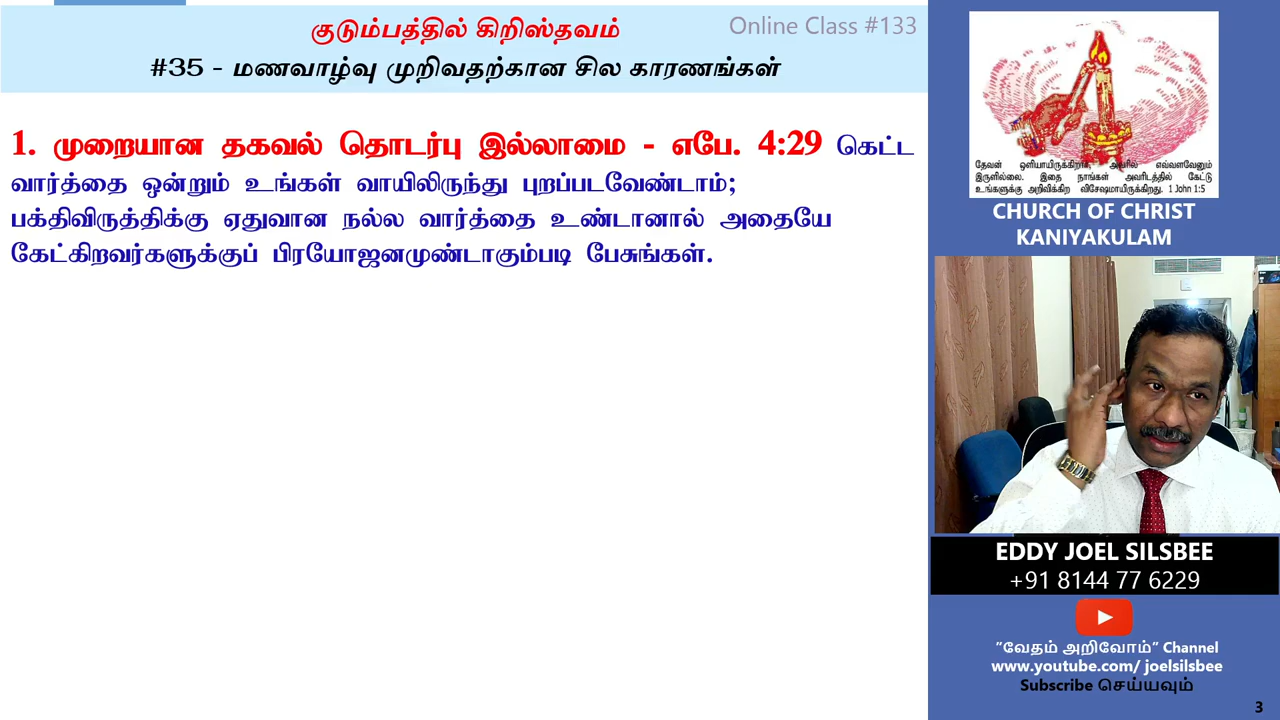 குடும்பத்தில் கிறிஸ்தவம்
Online Class #133
#35 - மணவாழ்வு முறிவதற்கான சில காரணங்கள்
1. முறையான தகவல் தொடர்பு இல்லாமை - எபே. 4:29 கெட்ட
வார்த்தை ஒன்றும் உங்கள் வாயிலிருந்து புறப்படவேண்டாம்;
பக்திவிருத்திக்கு ஏதுவான நல்ல வார்த்தை உண்டானால் அதையே
கேட்கிறவர்களுக்குப் பிரயோஜனமுண்டாகும்படி பேசுங்கள்.
தேவன் ஒளியாயிருக்கிறார், அவரில் எவ்வளவேனும்
இருளில்லை. இதை நாங்கள் அவரிடத்தில் கேட்டு
உங்களுக்கு அறிவிக்கிற விசேஷமாயிருக்கிறது. 1 John 1:5
CHURCH OF CHRIST
KANIYAKULAM
EDDY JOEL SILSBEE
+91 8144 77 6229
"வேதம் அறிவோம்" Channel
www.youtube.com/ joelsilsbee
Subscribe செய்யவும்
3